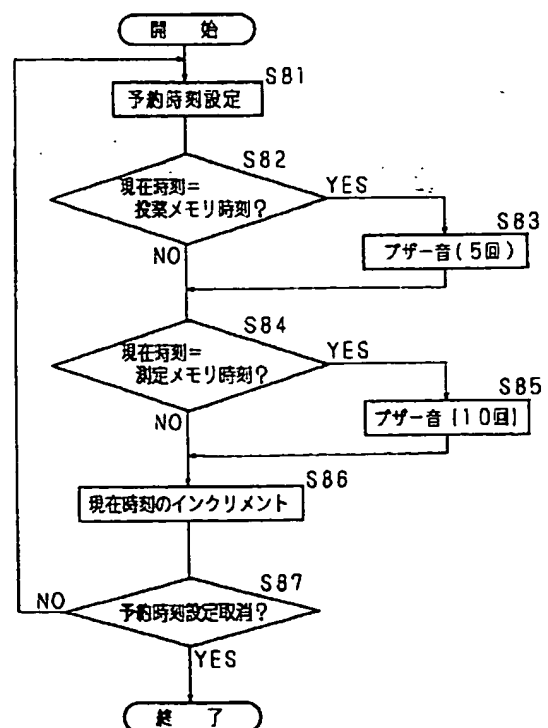 開 始
S81
予約時刻設定
S82
現在時刻=
投薬メモリ時刻?
YES
NO
S83
ブザー音(5回)
S84
現在時刻=
測定メモリ時刻?
YES
NO
S85
ブザー音(10回)
S86
現在時刻のインクリメント
S87
予約時刻設定取消?
NO
YES
終 了